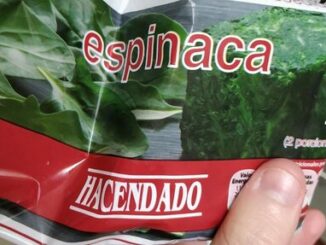 espinaca
(2 porcion
HACENDADO